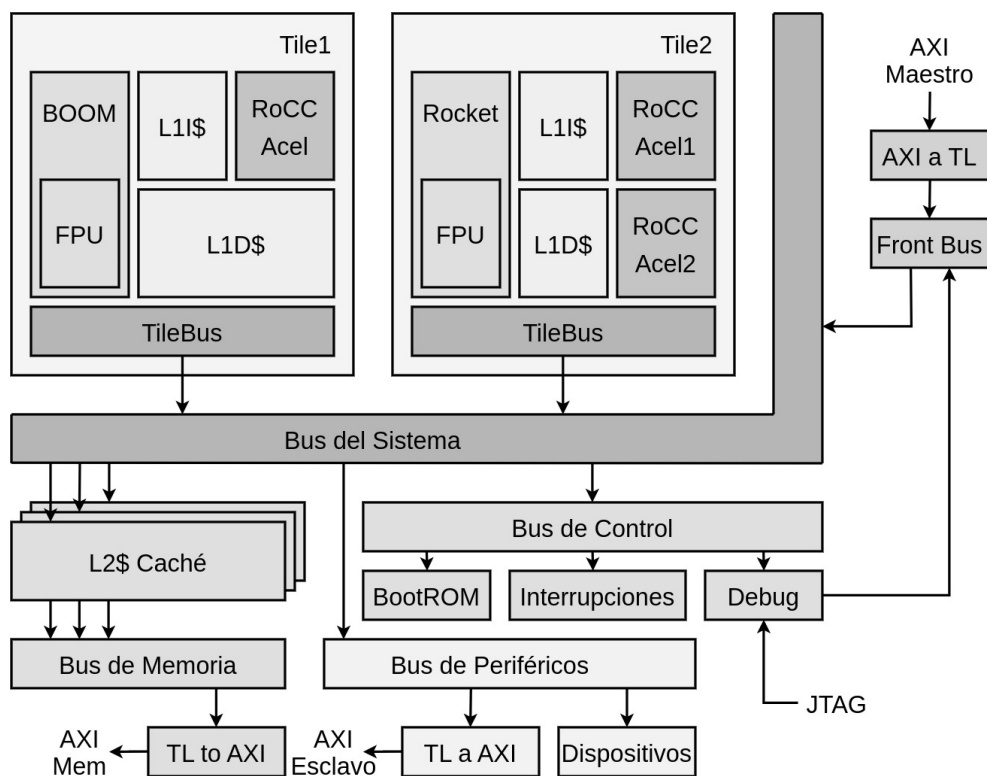 Tile1
BOOM
FPU
L1I$
RoCC
Acel
L1D$
TileBus
Tile2
Rocket
FPU
L1I$
RoCC
Acel1
L1D$
RoCC
Acel2
TileBus
AXI
Maestro
AXI a TL
Front Bus
Bus del Sistema
L2$ Caché
Bus de Control
BootROM
Interrupciones
Debug
Bus de Memoria
Bus de Periféricos
JTAG
AXI
Mem
TL to AXI
AXI
Esclavo
TL a AXI
Dispositivos